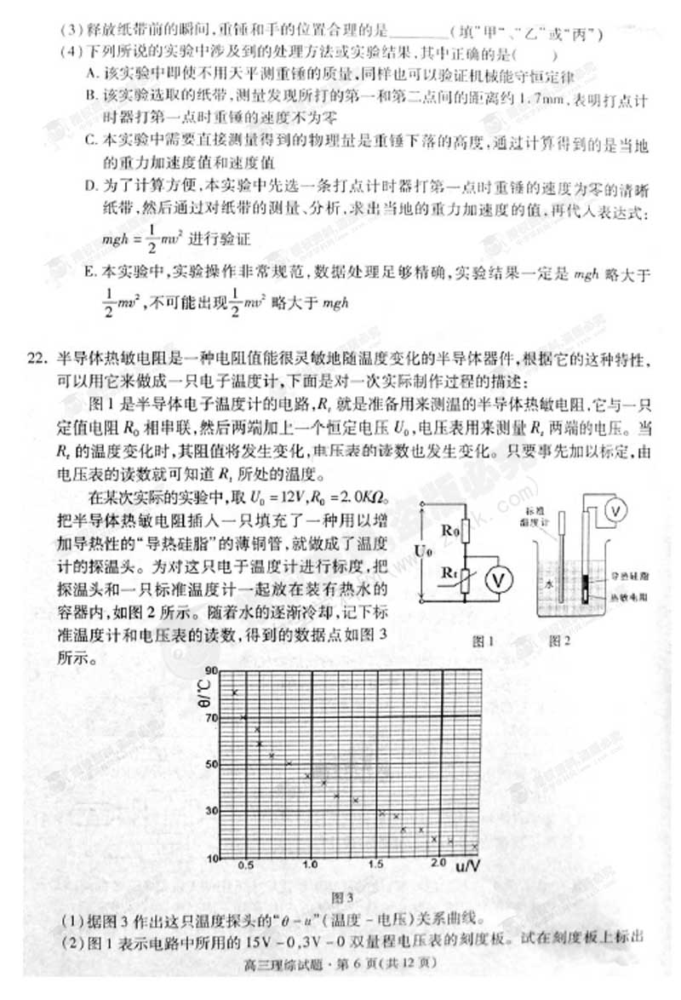 (3)释放纸带前的瞬间,重锤和手的位置合理的是________(填"甲"、"乙"或"丙")
(4)下列所说的实验中涉及到的处理方法或实验结果,其中正确的是(　　)
A. 该实验中即使不用天平测重锤的质量,同样也可以验证机械能守恒定律
B. 该实验选取的纸带,测量发现所打的第一和第二点间的距离约1.7mm,表明打点计
时器打第一点时重锤的速度不为零
C. 本实验中需要直接测量得到的物理量是重锤下落的高度,通过计算得到的是当地
的重力加速度值和速度值
D. 为了计算方便,本实验中先选一条打点计时器打第一点时重锤的速度为零的清晰
纸带,然后通过对纸带的测量、分析,求出当地的重力加速度的值,再代入表达式:
mgh = 1/2 mv² 进行验证
E. 本实验中,实验操作非常规范,数据处理足够精确,实验结果一定是 mgh 略大于
1/2 mv²,不可能出现 1/2 mv² 略大于 mgh
22. 半导体热敏电阻是一种电阻值能很灵敏地随温度变化的半导体器件,根据它的这种特性,
可以用它来做成一只电子温度计,下面是对一次实际制作过程的描述:
图1是半导体电子温度计的电路,Rt 就是准备用来测温的半导体热敏电阻,它与一只
定值电阻 R0 相串联,然后两端加上一个恒定电压 U0,电压表用来测量 Rt 两端的电压。当
Rt 的温度变化时,其阻值将发生变化,电压表的读数也发生变化。只要事先加以标定,由
电压表的读数就可知道 Rt 所处的温度。
在某次实际的实验中,取 U0 =12V,R0 =2.0KΩ。
把半导体热敏电阻插入一只填充了一种用以增
加导热性的"导热硅脂"的薄铜管,就做成了温度
计的探温头。为对这只电子温度计进行标度,把
探温头和一只标准温度计一起放在装有热水的
容器内,如图2所示。随着水的逐渐冷却,记下标
准温度计和电压表的读数,得到的数据点如图3
所示。
U0
R0
Rt
V
图1
标准
温度计
V
水
导热硅脂
热敏电阻
图2
θ/℃
90
70
50
30
10
0.5 1.0 1.5 2.0 u/V
图3
(1)据图3作出这只温度探头的"θ－u"(温度－电压)关系曲线。
(2)图1表示电路中所用的15V－0,3V－0双量程电压表的刻度板。试在刻度板上标出
高三理综试题·第6页(共12页)